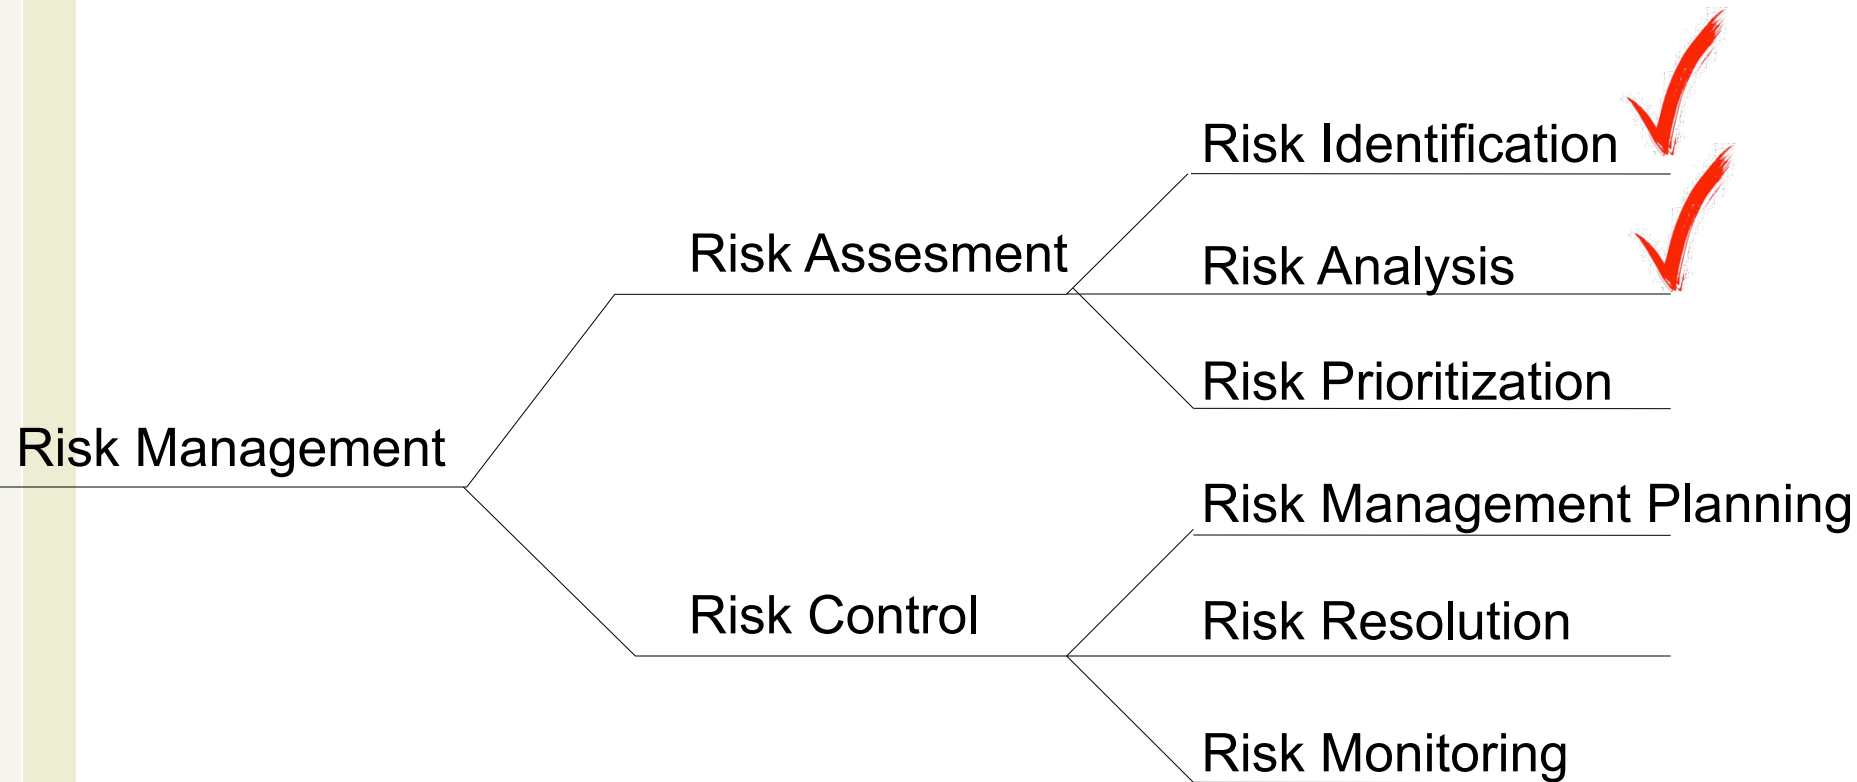 Risk Management
Risk Assesment
Risk Identification
Risk Analysis
Risk Prioritization
Risk Control
Risk Management Planning
Risk Resolution
Risk Monitoring